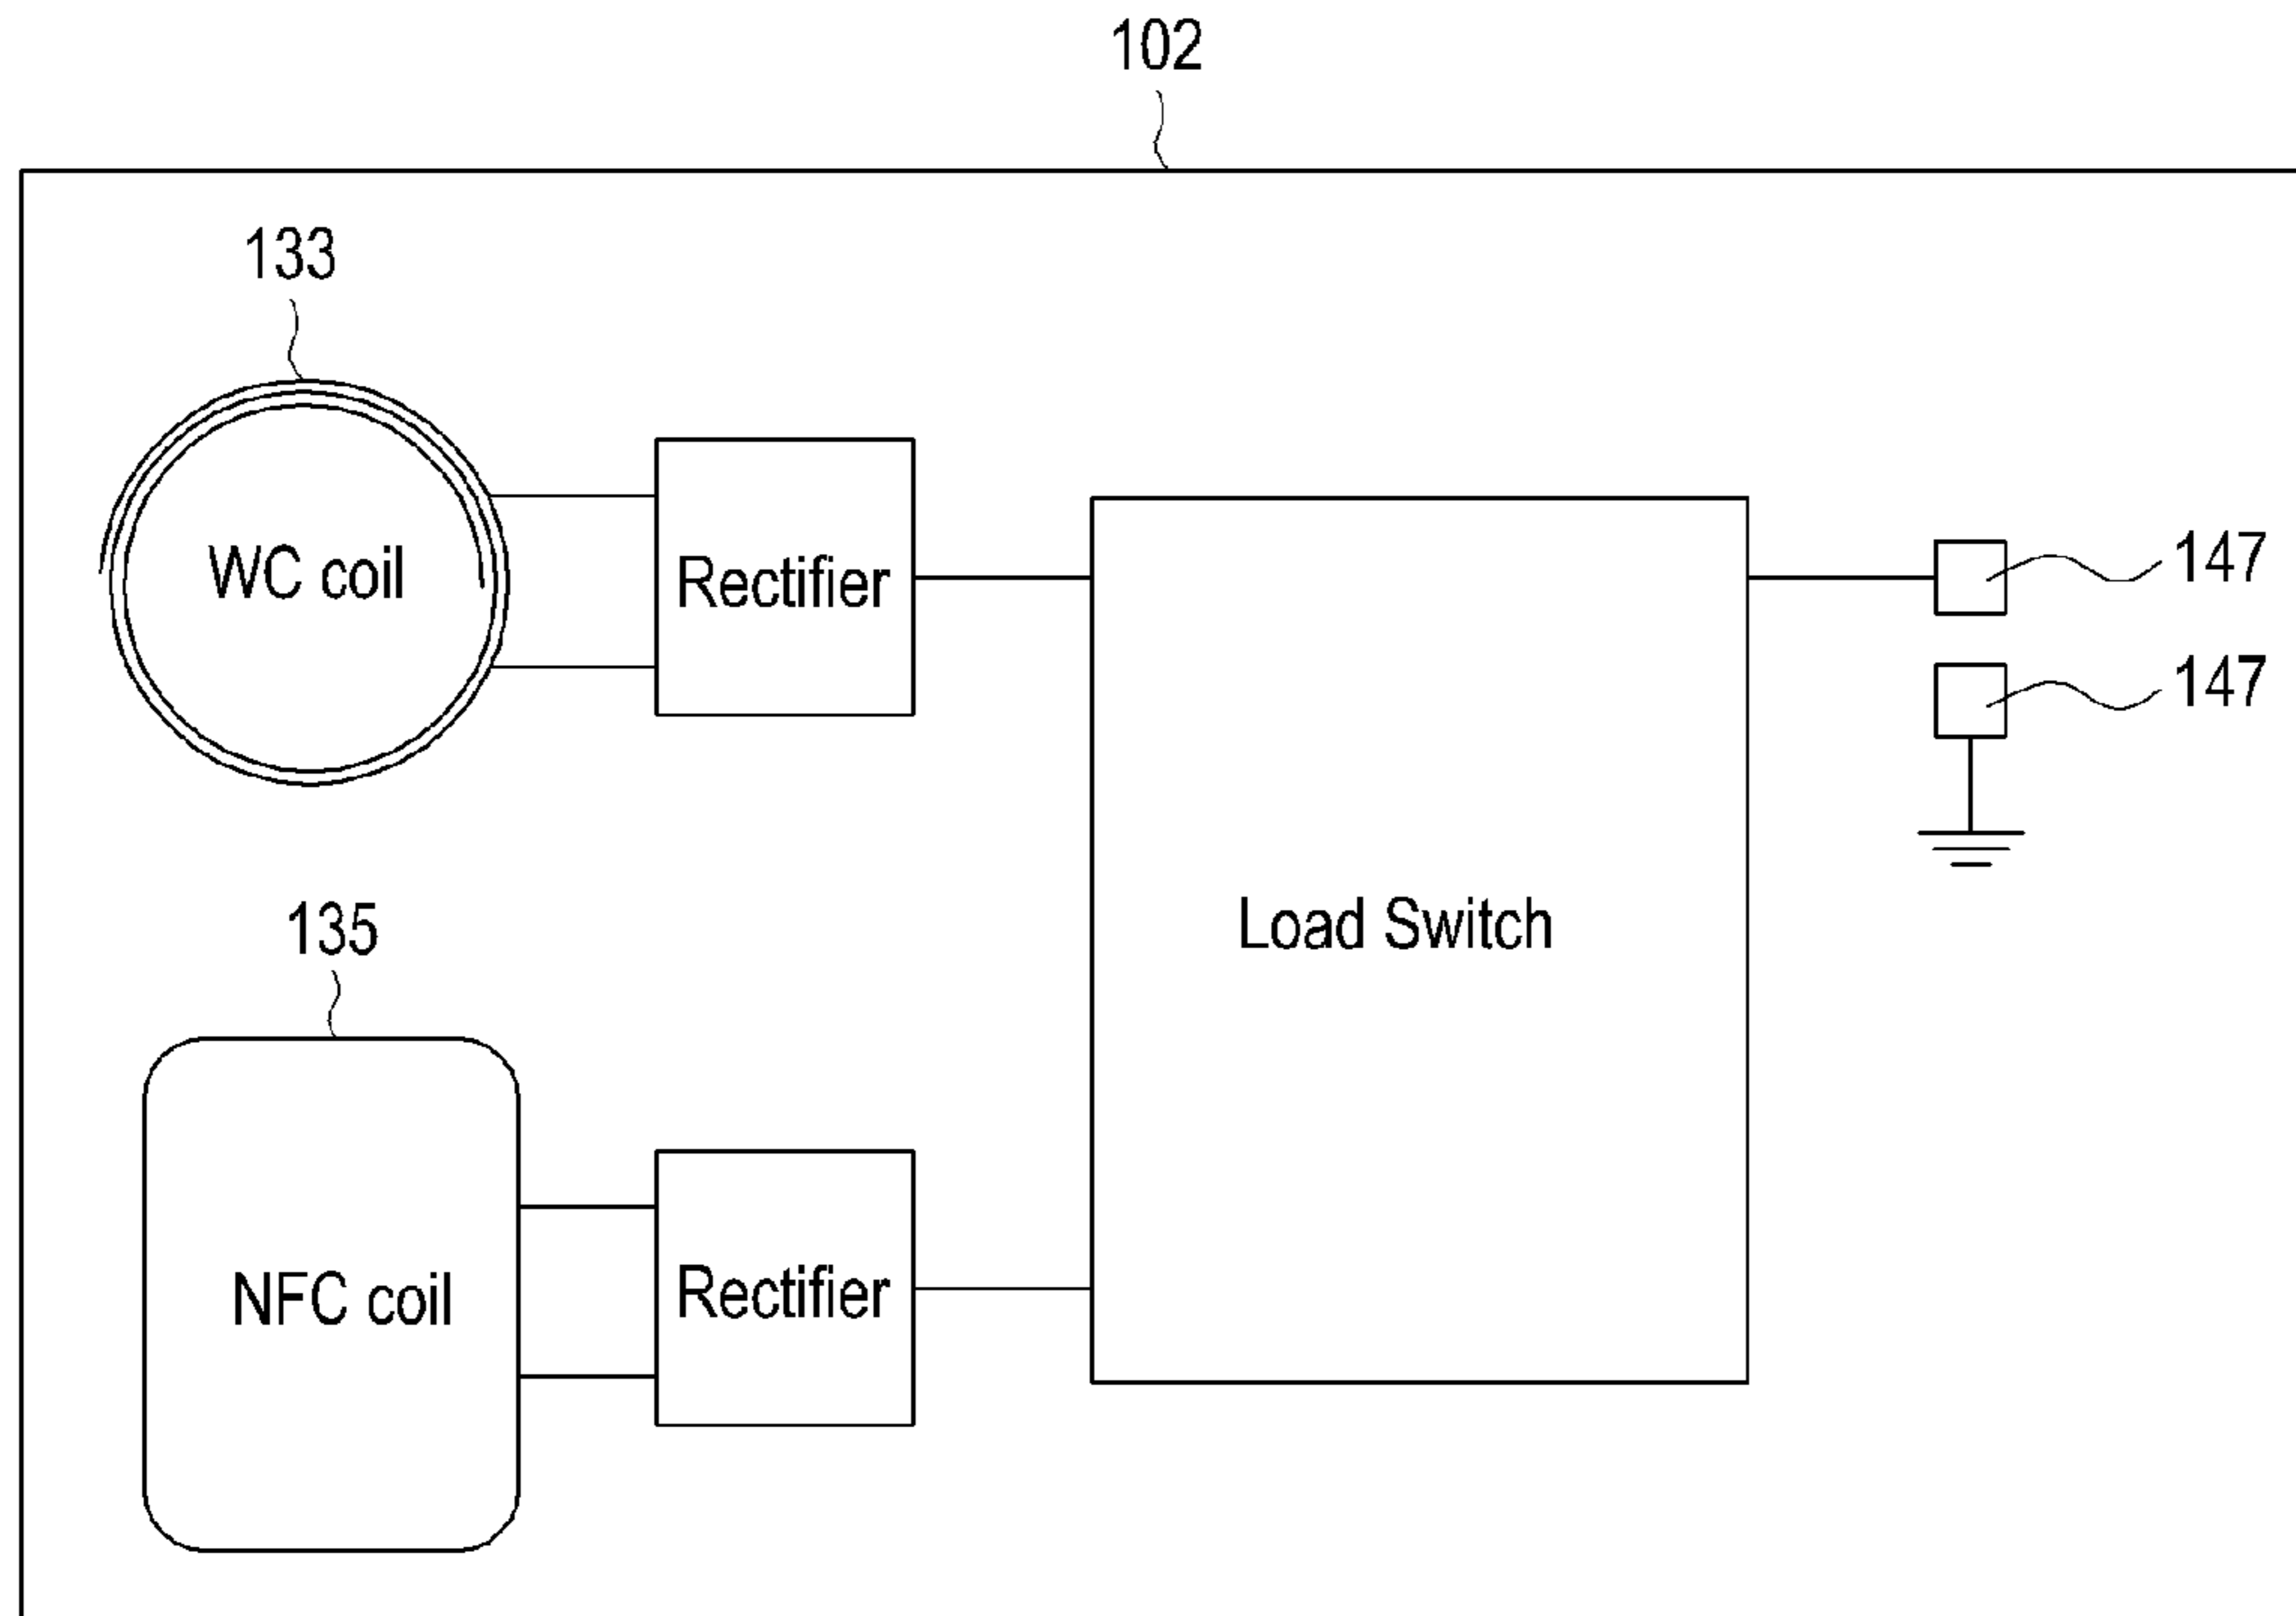 102
133
WC coil
Rectifier
147
147
Load Switch
135
NFC coil
Rectifier